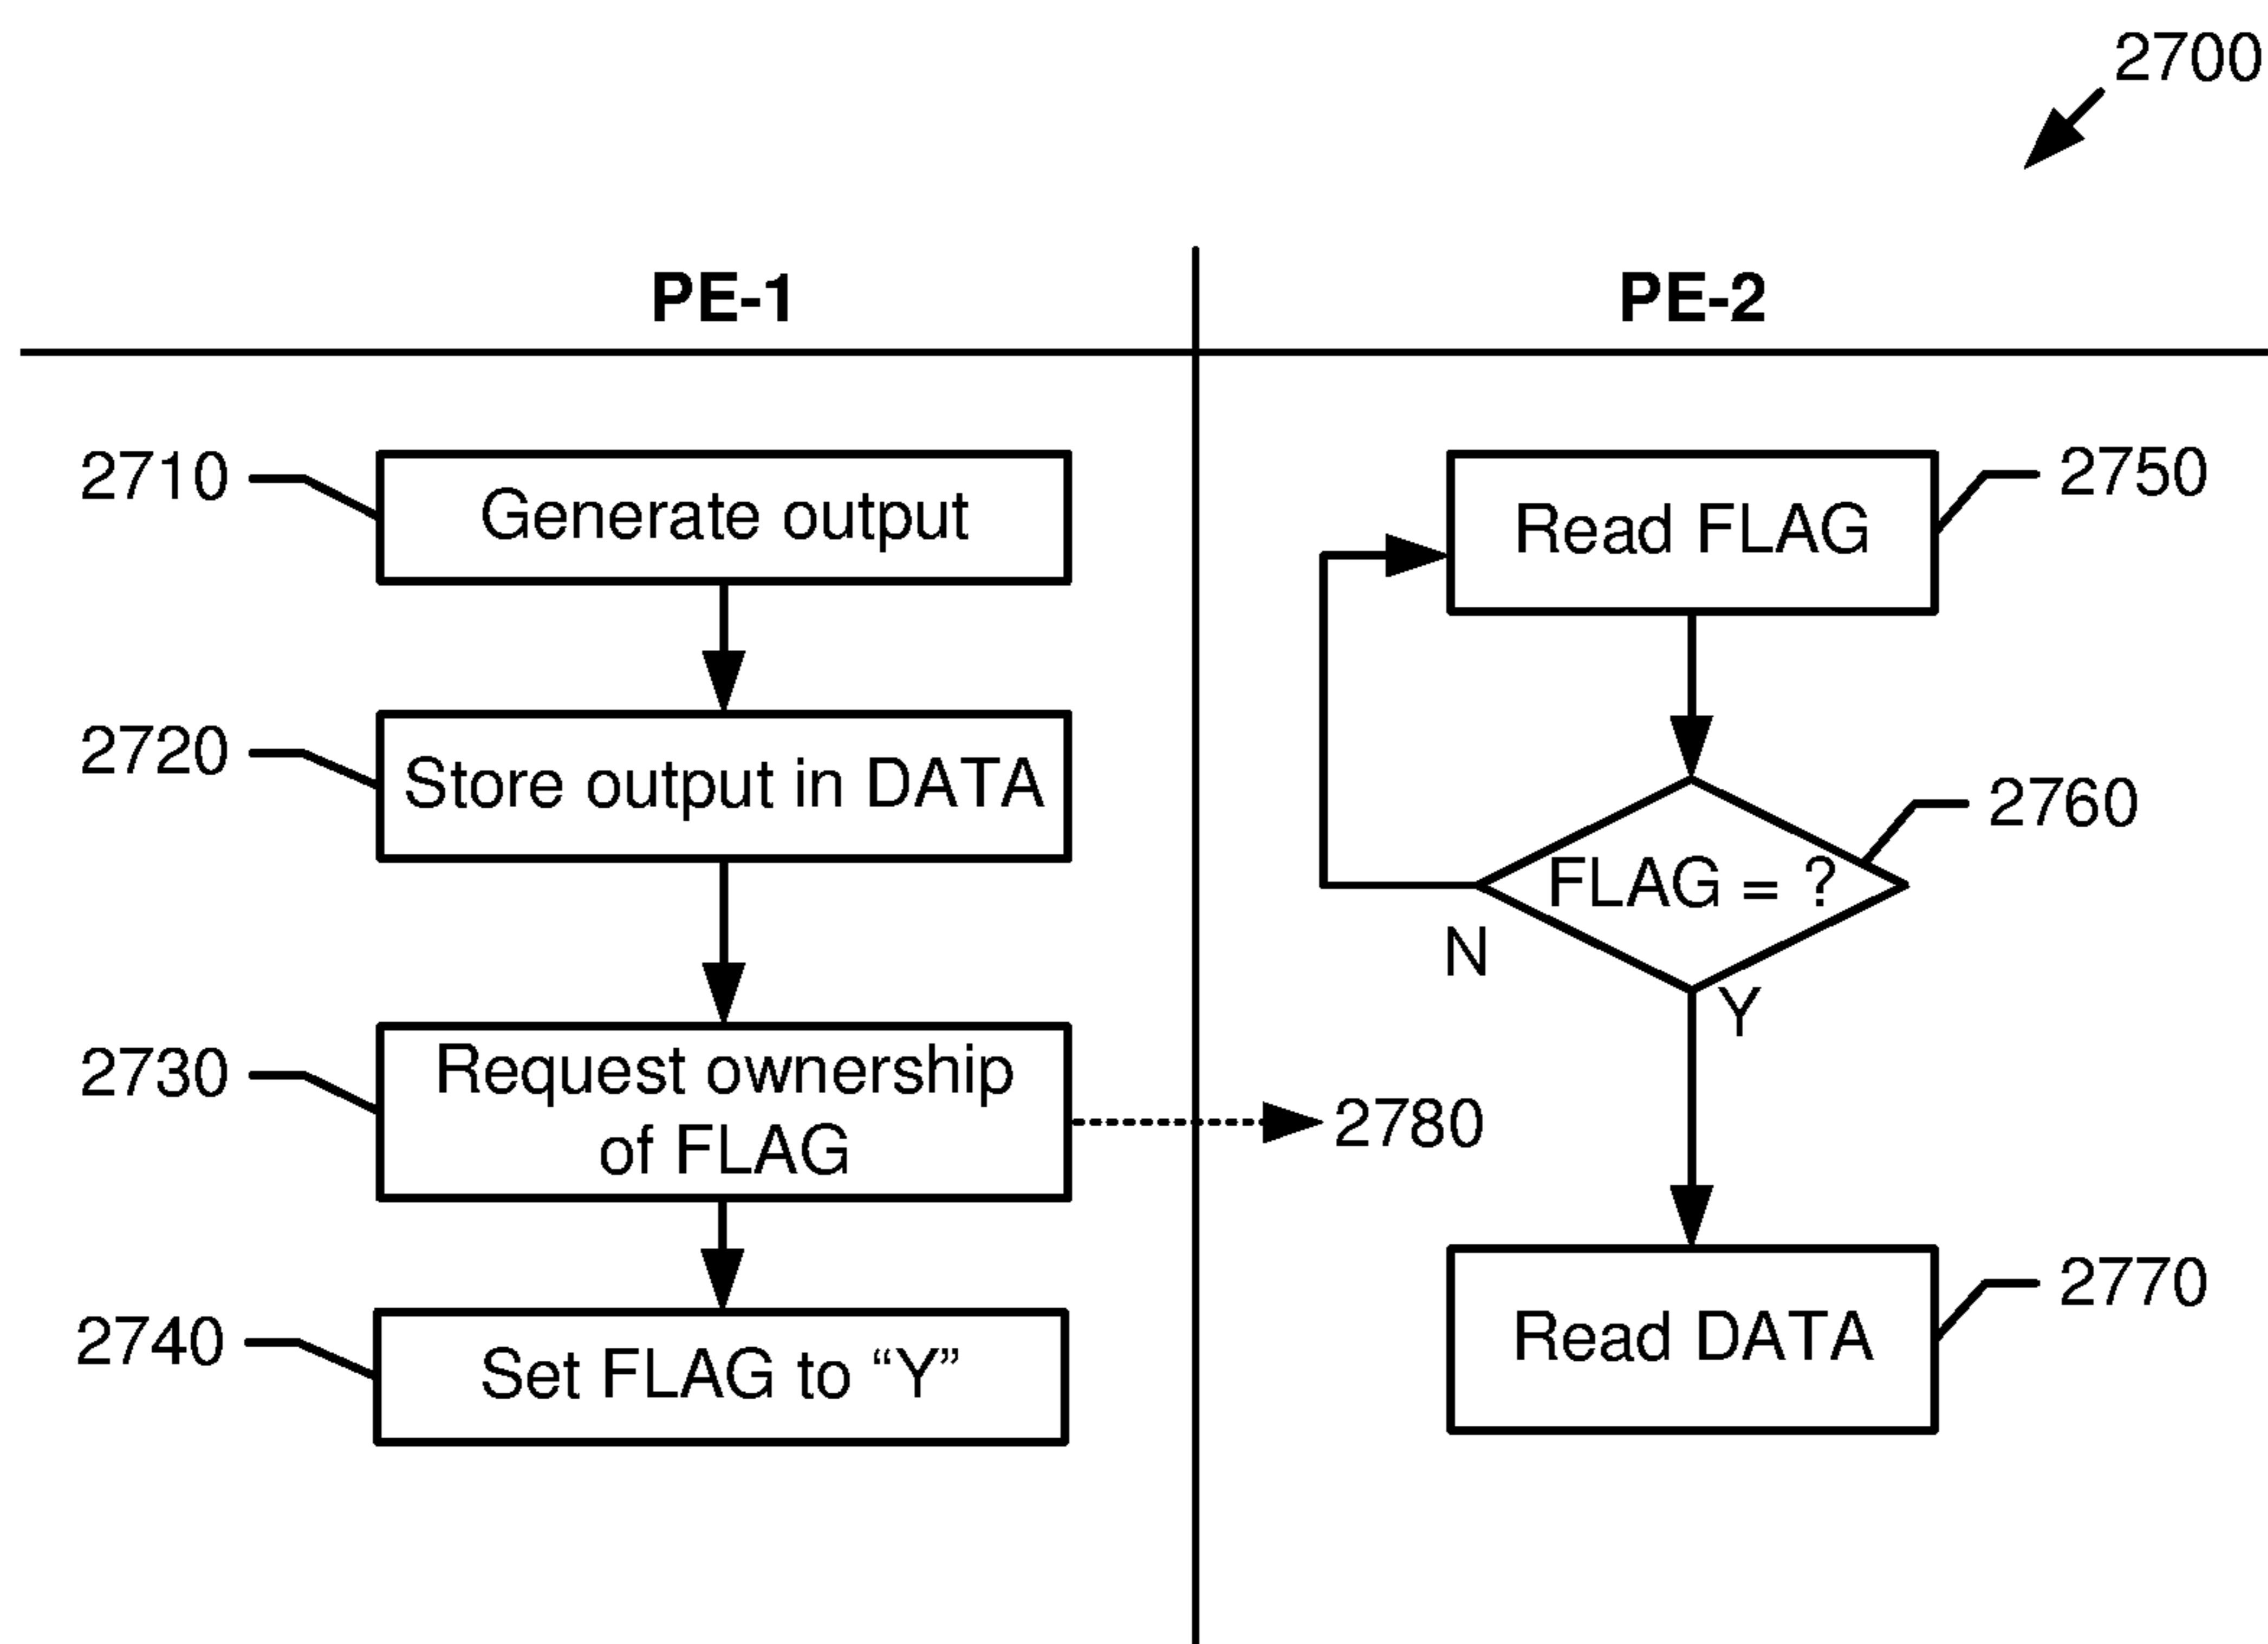 2700
PE-1
PE-2
2710
Generate output
2720
Store output in DATA
2730
Request ownership
of FLAG
2740
Set FLAG to “Y”
2750
Read FLAG
2760
FLAG = ?
N
Y
2780
2770
Read DATA